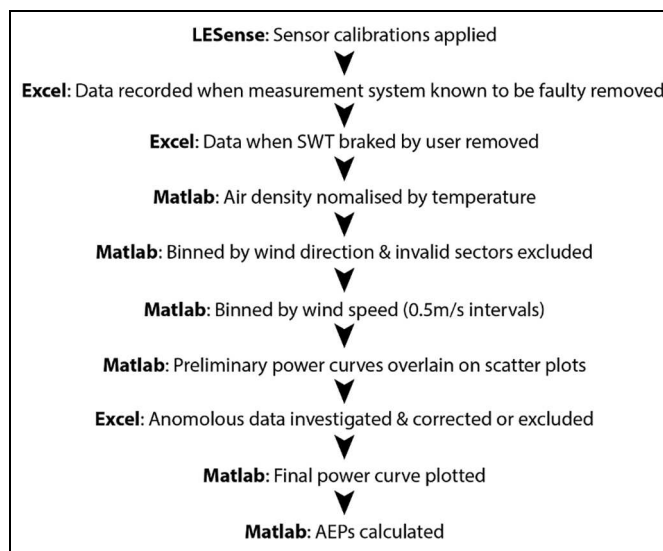 LESense: Sensor calibrations applied
Excel: Data recorded when measurement system known to be faulty removed
Excel: Data when SWT braked by user removed
Matlab: Air density nomalised by temperature
Matlab: Binned by wind direction & invalid sectors excluded
Matlab: Binned by wind speed (0.5m/s intervals)
Matlab: Preliminary power curves overlain on scatter plots
Excel: Anomolous data investigated & corrected or excluded
Matlab: Final power curve plotted
Matlab: AEPs calculated